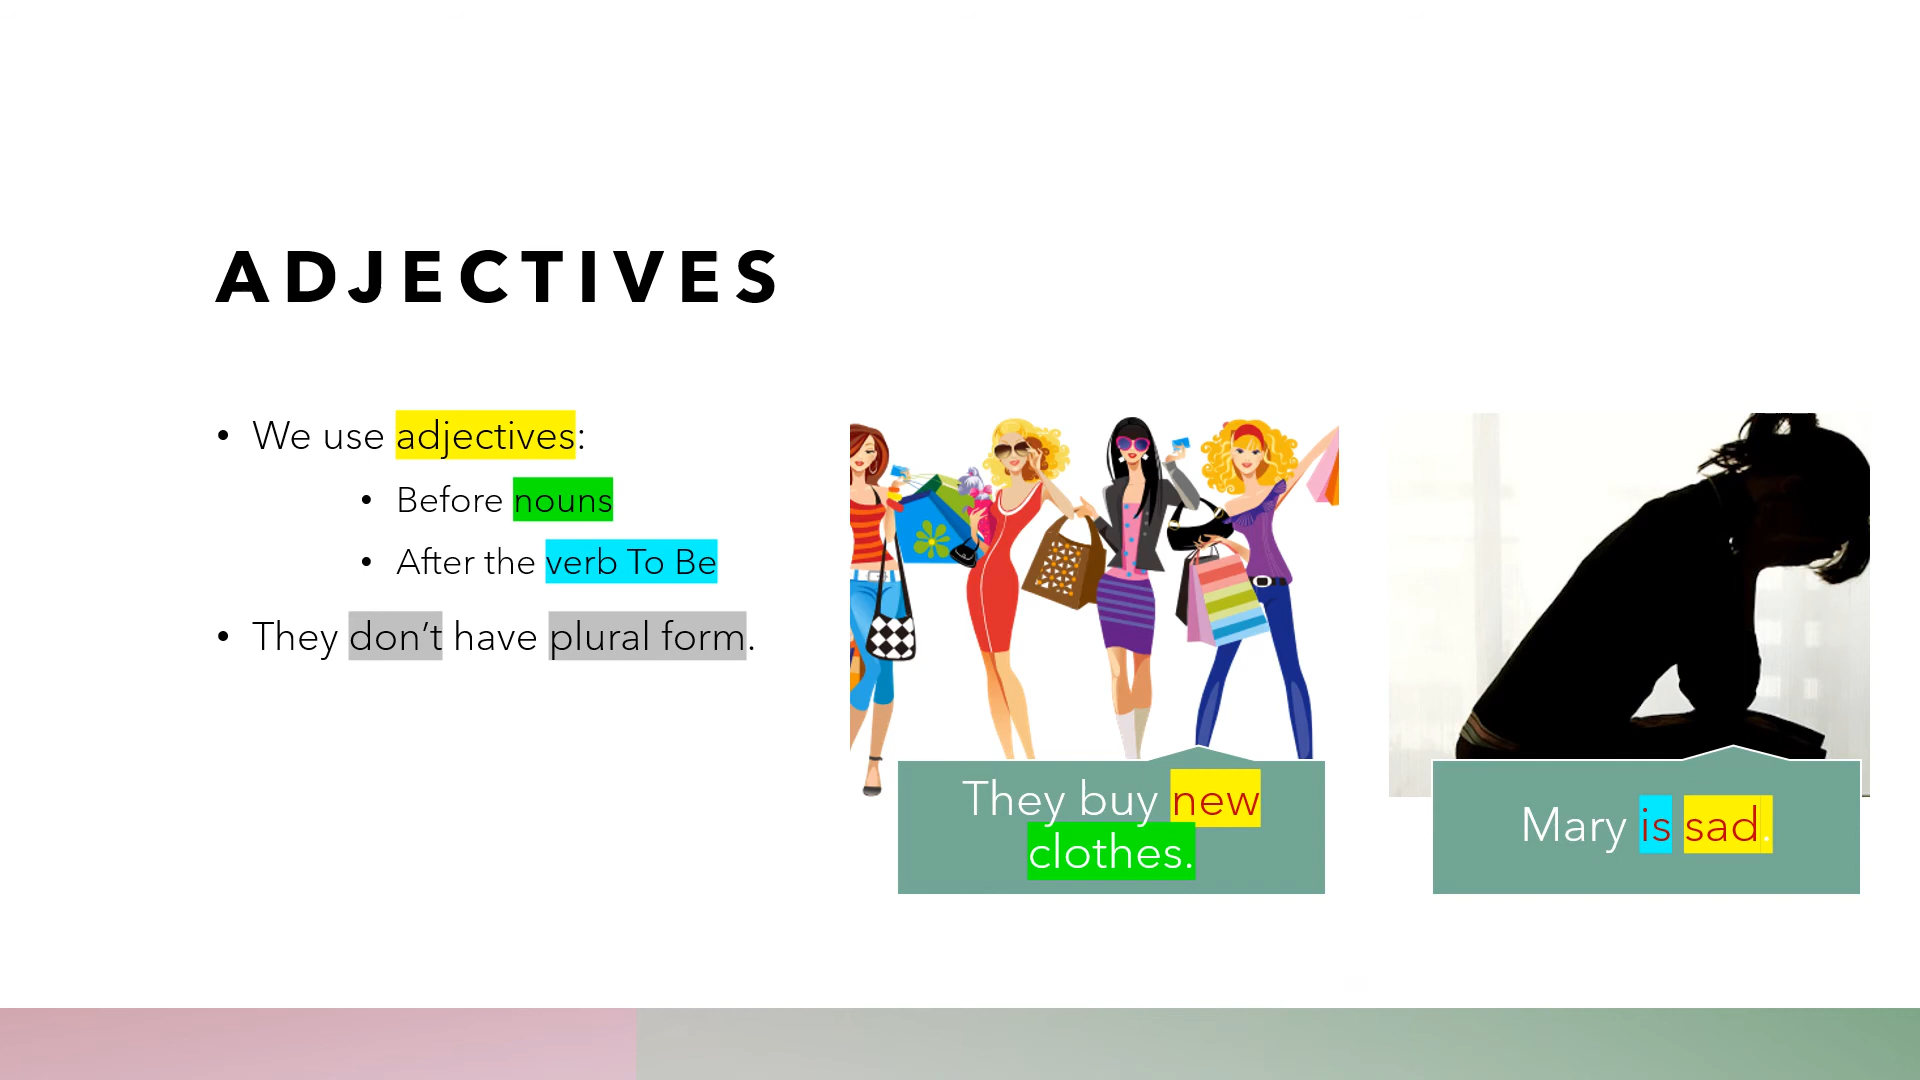 ADJECTIVES
• We use adjectives:
• Before nouns
• After the verb To Be
• They don’t have plural form.
They buy new
clothes.
Mary is sad.